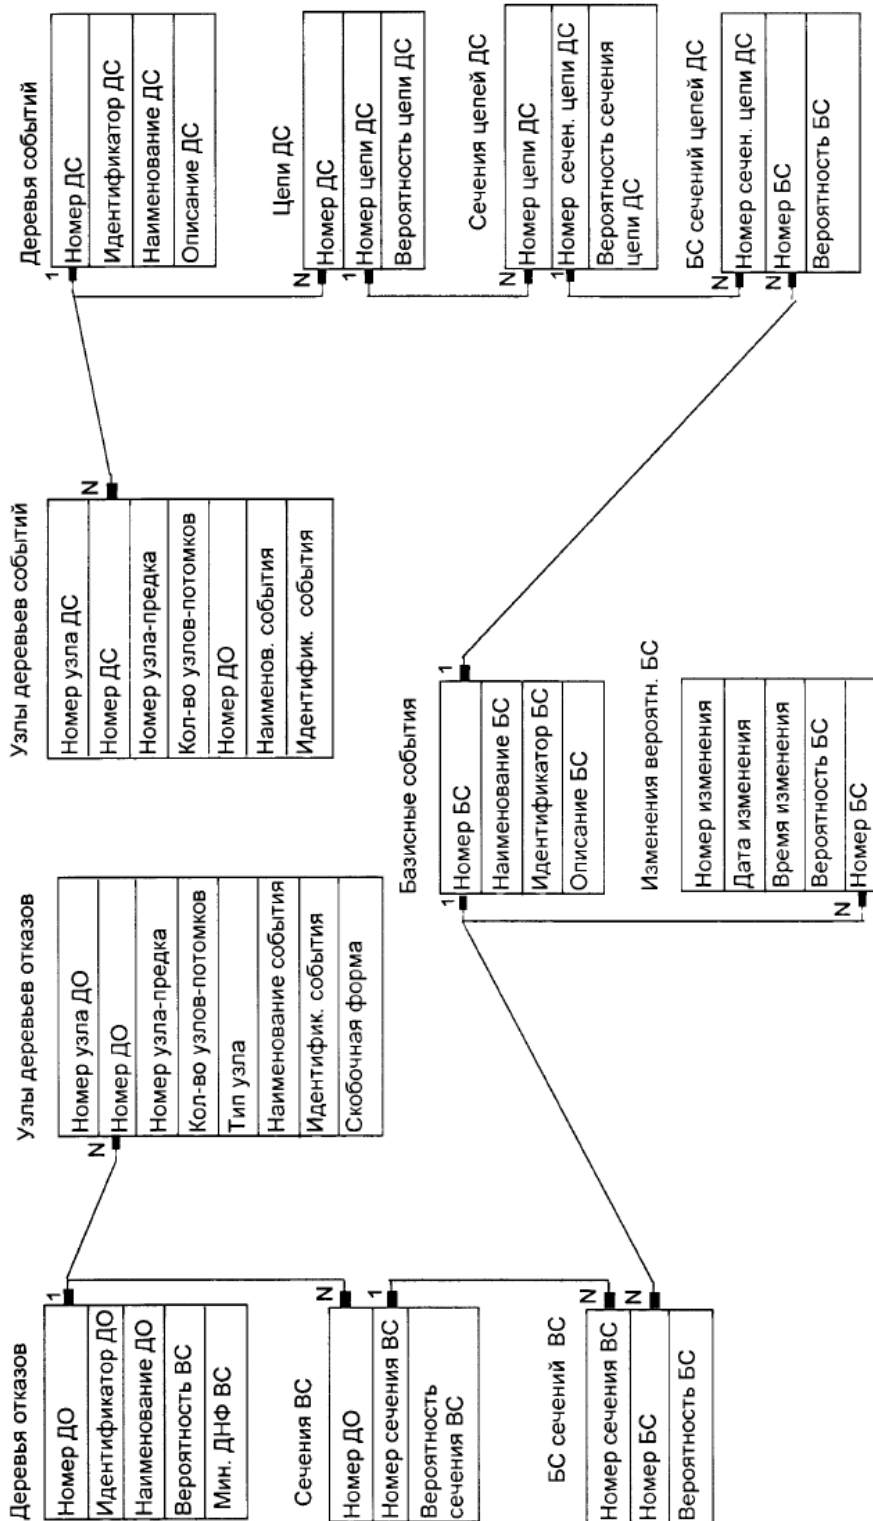 Деревья отказов
1
Номер ДО
Идентификатор ДО
Наименование ДО
Вероятность ВС
Мин. ДНФ ВС
Узлы деревьев отказов
Номер узла ДО
N
Номер ДО
Номер узла-предка
Кол-во узлов-потомков
Тип узла
Наименование события
Идентифик. события
Скобочная форма
Узлы деревьев событий
Номер узла ДС
N
Номер ДС
Номер узла-предка
Кол-во узлов-потомков
Номер ДО
Наименов. события
Идентифик. события
Деревья событий
1
Номер ДС
Идентификатор ДС
Наименование ДС
Описание ДС
Сечения ВС
N
Номер ДО
1
Номер сечения ВС
Вероятность
сечения ВС
Цепи ДС
N
Номер ДС
1
Номер цепи ДС
Вероятность цепи ДС
Базисные события
1
1
Номер БС
Наименование БС
Идентификатор БС
Описание БС
Сечения цепей ДС
N
Номер цепи ДС
1
Номер сечен. цепи ДС
Вероятность сечения
цепи ДС
БС сечений ВС
N
Номер сечения ВС
N
Номер БС
Вероятность БС
Изменения вероятн. БС
Номер изменения
Дата изменения
Время изменения
Вероятность БС
N
Номер БС
БС сечений цепей ДС
N
Номер сечен. цепи ДС
N
Номер БС
Вероятность БС